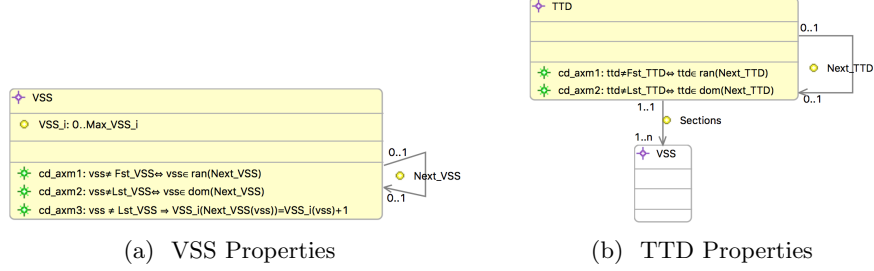 VSS
VSS_i: 0..Max_VSS_i
cd_axm1: vss≠ Fst_VSS⇔ vss∈ ran(Next_VSS)
cd_axm2: vss≠Lst_VSS⇔ vss∈ dom(Next_VSS)
cd_axm3: vss ≠ Lst_VSS ⇒ VSS_i(Next_VSS(vss))=VSS_i(vss)+1
0..1
Next_VSS
0..1
(a) VSS Properties
TTD
cd_axm1: ttd≠Fst_TTD⇔ ttd∈ ran(Next_TTD)
cd_axm2: ttd≠Lst_TTD⇔ ttd∈ dom(Next_TTD)
0..1
Next_TTD
0..1
1..1
Sections
1..n
VSS
(b) TTD Properties